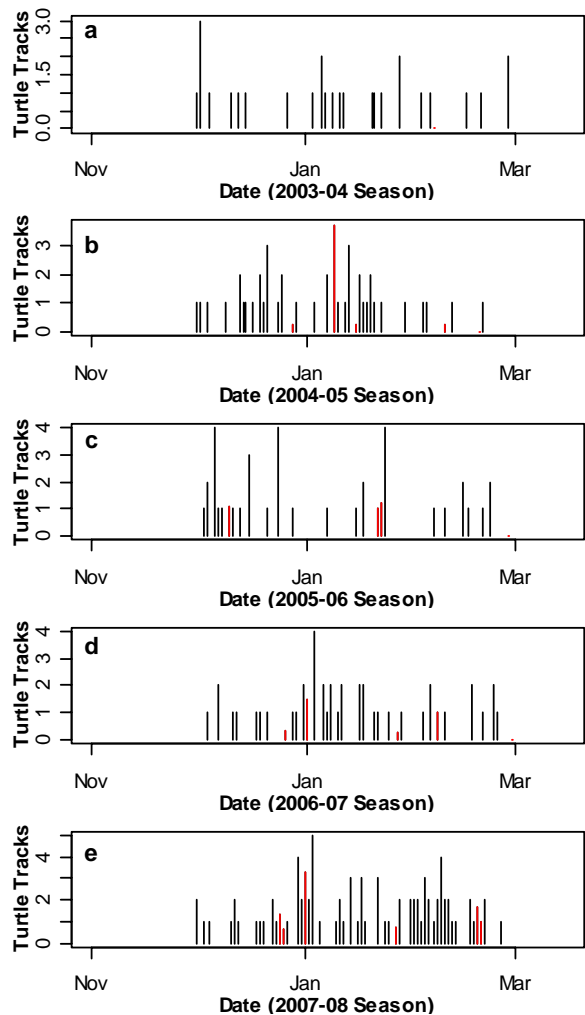 a
Turtle Tracks
0.0 1.5 3.0
Nov Jan Mar
Date (2003-04 Season)
b
Turtle Tracks
0 1 2 3
Nov Jan Mar
Date (2004-05 Season)
c
Turtle Tracks
0 1 2 3 4
Nov Jan Mar
Date (2005-06 Season)
d
Turtle Tracks
0 1 2 3 4
Nov Jan Mar
Date (2006-07 Season)
e
Turtle Tracks
0 2 4
Nov Jan Mar
Date (2007-08 Season)